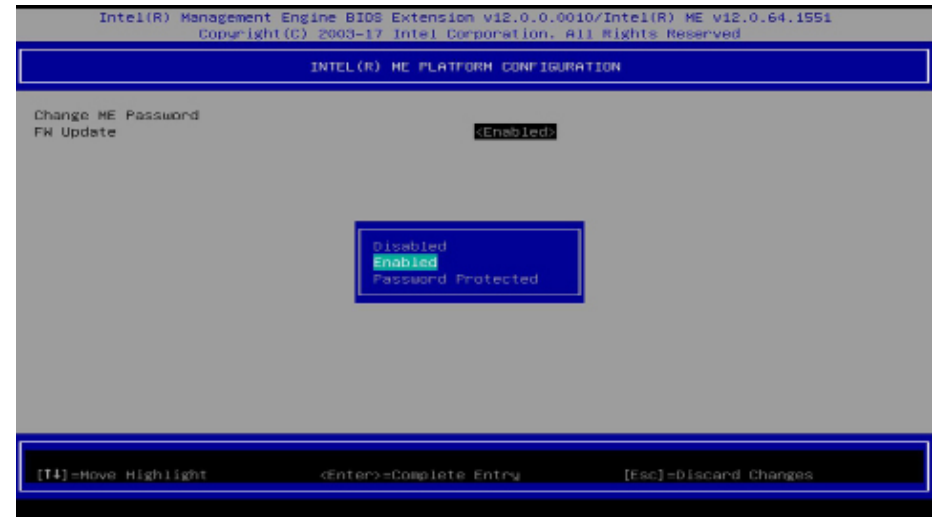 Intel(R) Management Engine BIOS Extension v12.0.0.0010/Intel(R) ME v12.0.64.1551
Copyright(C) 2003-17 Intel Corporation. All Rights Reserved
INTEL(R) ME PLATFORM CONFIGURATION
Change ME Password
FW Update <Enabled>
Disabled
Enabled
Password Protected
[↑↓]=Move Highlight <Enter>=Complete Entry [Esc]=Discard Changes